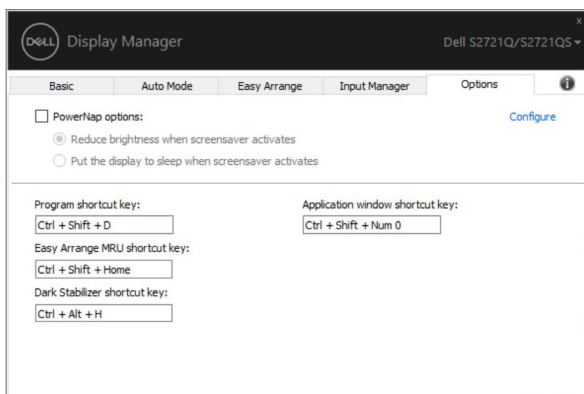 DELL Display Manager
Dell S2721Q/S2721QS
Basic Auto Mode Easy Arrange Input Manager Options
PowerNap options: Configure
Reduce brightness when screensaver activates
Put the display to sleep when screensaver activates
Program shortcut key: Application window shortcut key:
Ctrl + Shift + D Ctrl + Shift + Num 0
Easy Arrange MRU shortcut key:
Ctrl + Shift + Home
Dark Stabilizer shortcut key:
Ctrl + Alt + H